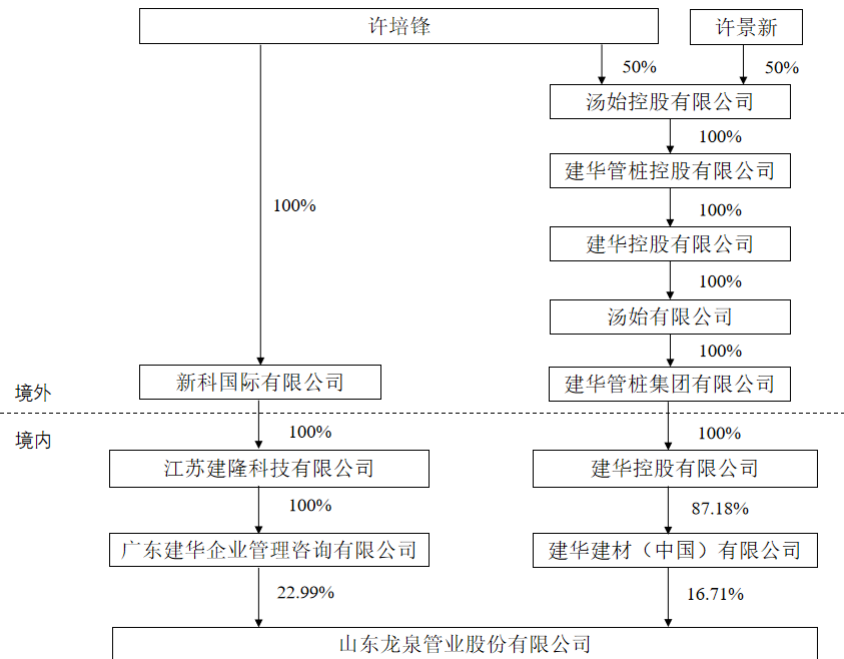 许培锋
许景新
50%
50%
汤始控股有限公司
100%
建华管桩控股有限公司
100%
100%
建华控股有限公司
100%
汤始有限公司
100%
新科国际有限公司
建华管桩集团有限公司
境外
境内
100%
100%
江苏建隆科技有限公司
建华控股有限公司
100%
87.18%
广东建华企业管理咨询有限公司
建华建材（中国）有限公司
22.99%
16.71%
山东龙泉管业股份有限公司